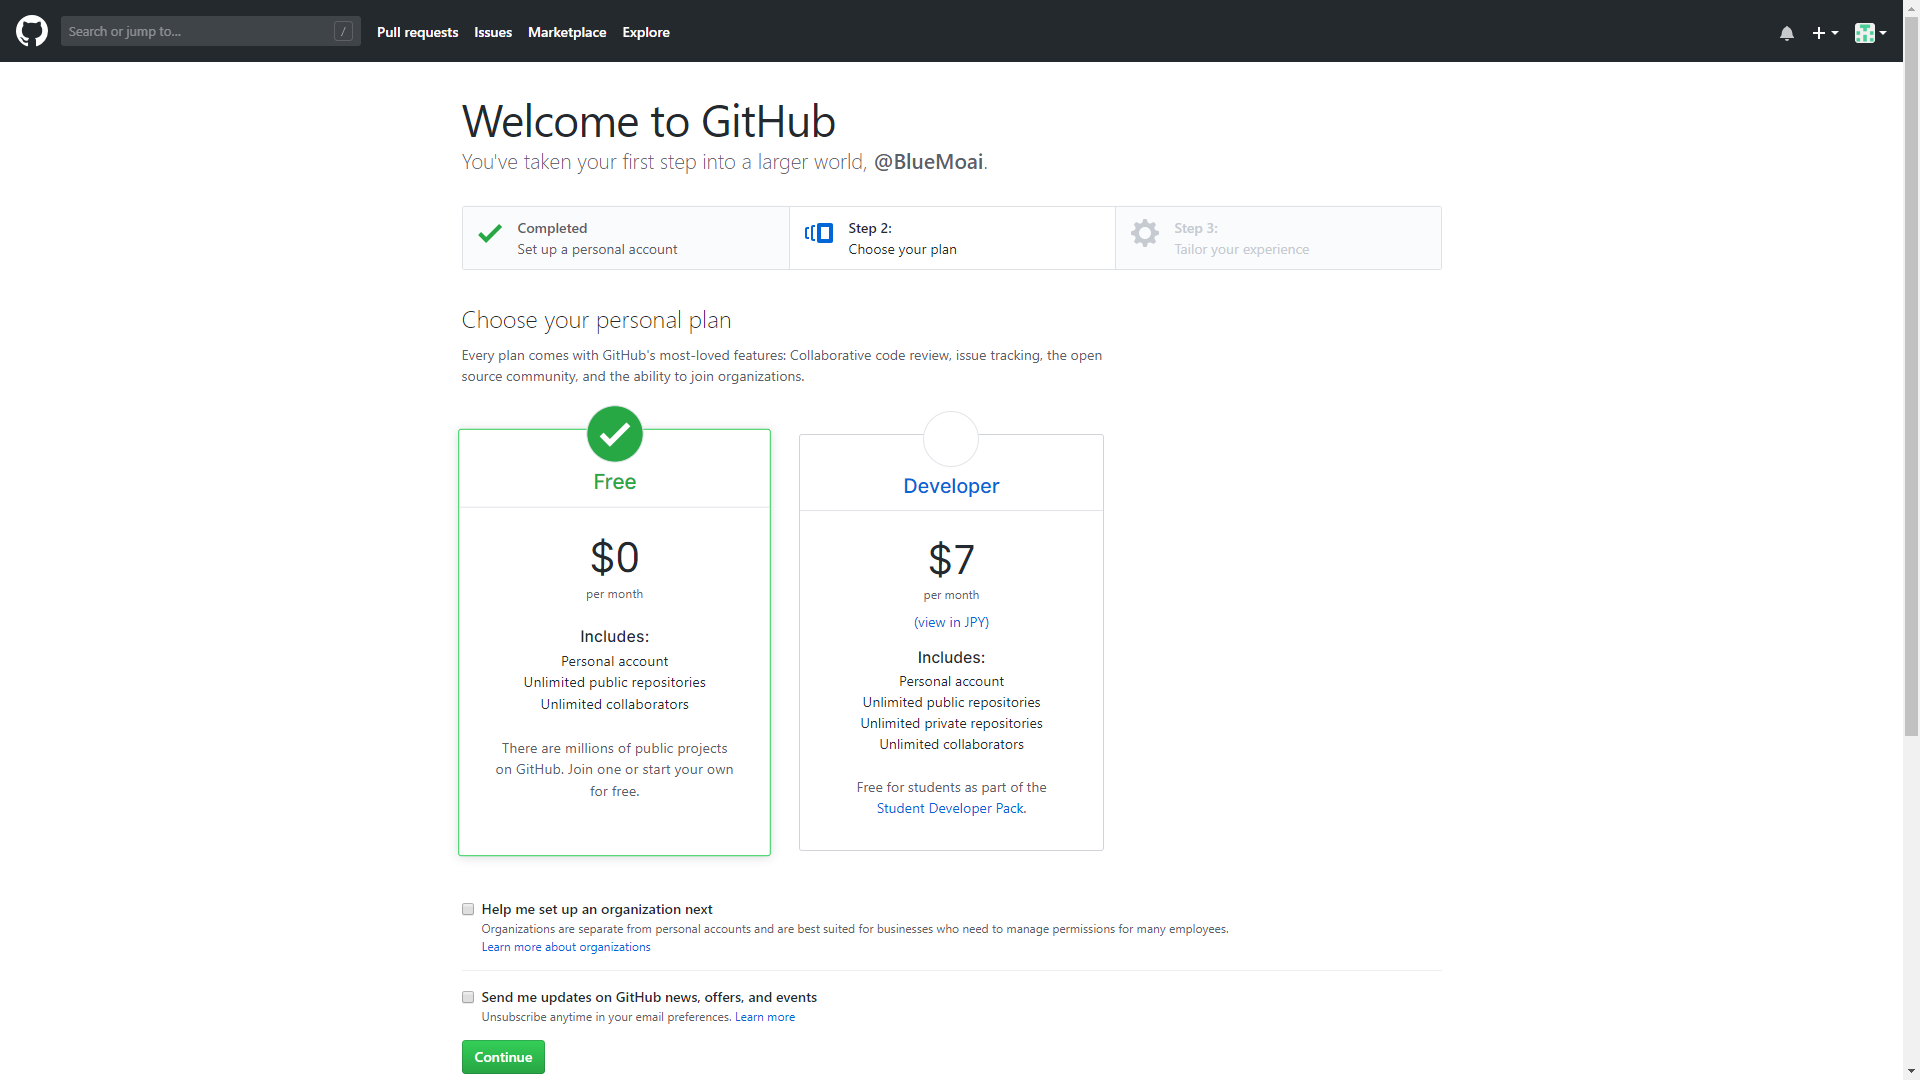 Search or jump to...
/
Pull requests
Issues
Marketplace
Explore
Welcome to GitHub
You've taken your first step into a larger world, @BlueMoai.
Completed
Set up a personal account
Step 2:
Choose your plan
Step 3:
Tailor your experience
Choose your personal plan
Every plan comes with GitHub's most-loved features: Collaborative code review, issue tracking, the open
source community, and the ability to join organizations.
Free
$0
per month
Includes:
Personal account
Unlimited public repositories
Unlimited collaborators
There are millions of public projects
on GitHub. Join one or start your own
for free.
Developer
$7
per month
(view in JPY)
Includes:
Personal account
Unlimited public repositories
Unlimited private repositories
Unlimited collaborators
Free for students as part of the
Student Developer Pack.
Help me set up an organization next
Organizations are separate from personal accounts and are best suited for businesses who need to manage permissions for many employees.
Learn more about organizations
Send me updates on GitHub news, offers, and events
Unsubscribe anytime in your email preferences. Learn more
Continue